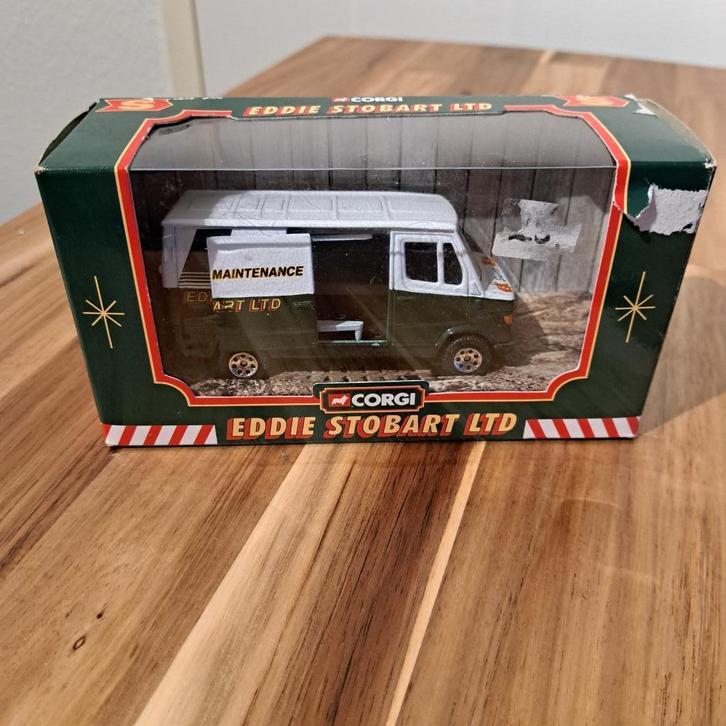 CORGI
EDDIE STOBART LTD
MAINTENANCE
ED
ART LTD
CORGI
EDDIE STOBART LTD